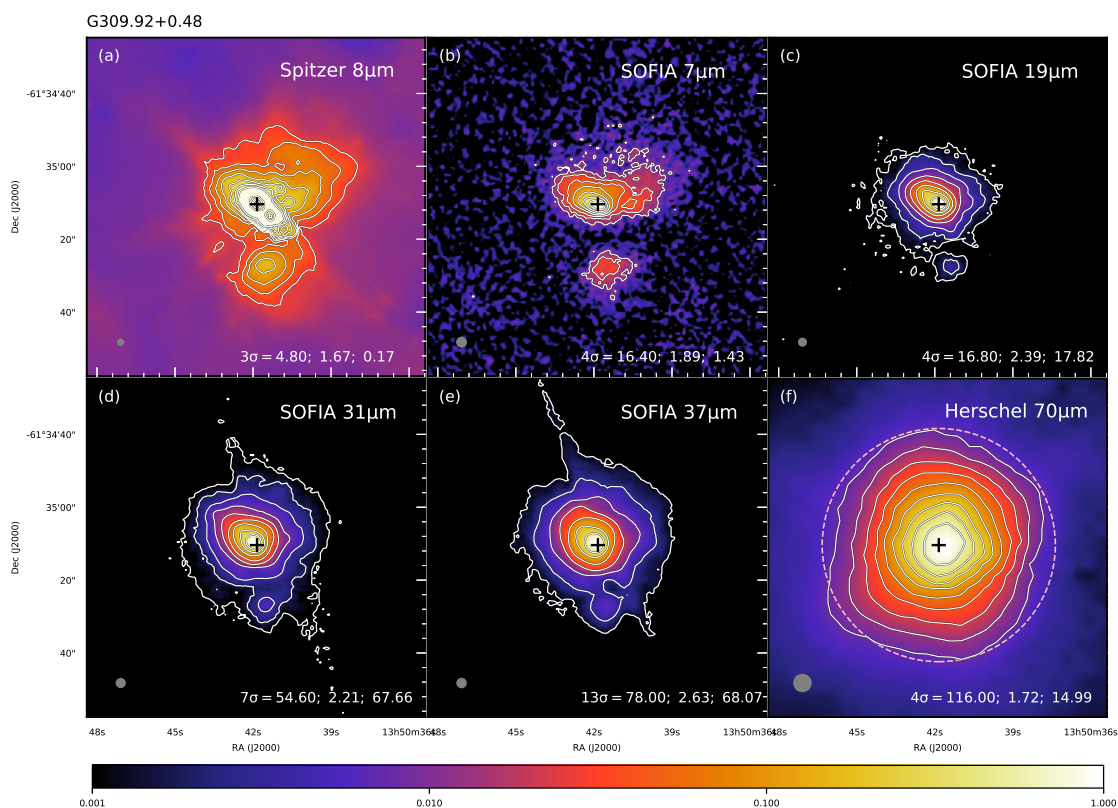 G309.92+0.48
(a)
Spitzer 8μm
(b)
SOFIA 7μm
(c)
SOFIA 19μm
-61°34'40"
35'00"
20"
40"
Dec (J2000)
3σ = 4.80; 1.67; 0.17
4σ = 16.40; 1.89; 1.43
4σ = 16.80; 2.39; 17.82
(d)
SOFIA 31μm
(e)
SOFIA 37μm
(f)
Herschel 70μm
-61°34'40"
35'00"
20"
40"
Dec (J2000)
7σ = 54.60; 2.21; 67.66
13σ = 78.00; 2.63; 68.07
4σ = 116.00; 1.72; 14.99
48s 45s 42s 39s 13h50m36s
48s 45s 42s 39s 13h50m36s
48s 45s 42s 39s 13h50m36s
RA (J2000)
RA (J2000)
RA (J2000)
0.001 0.010 0.100 1.000